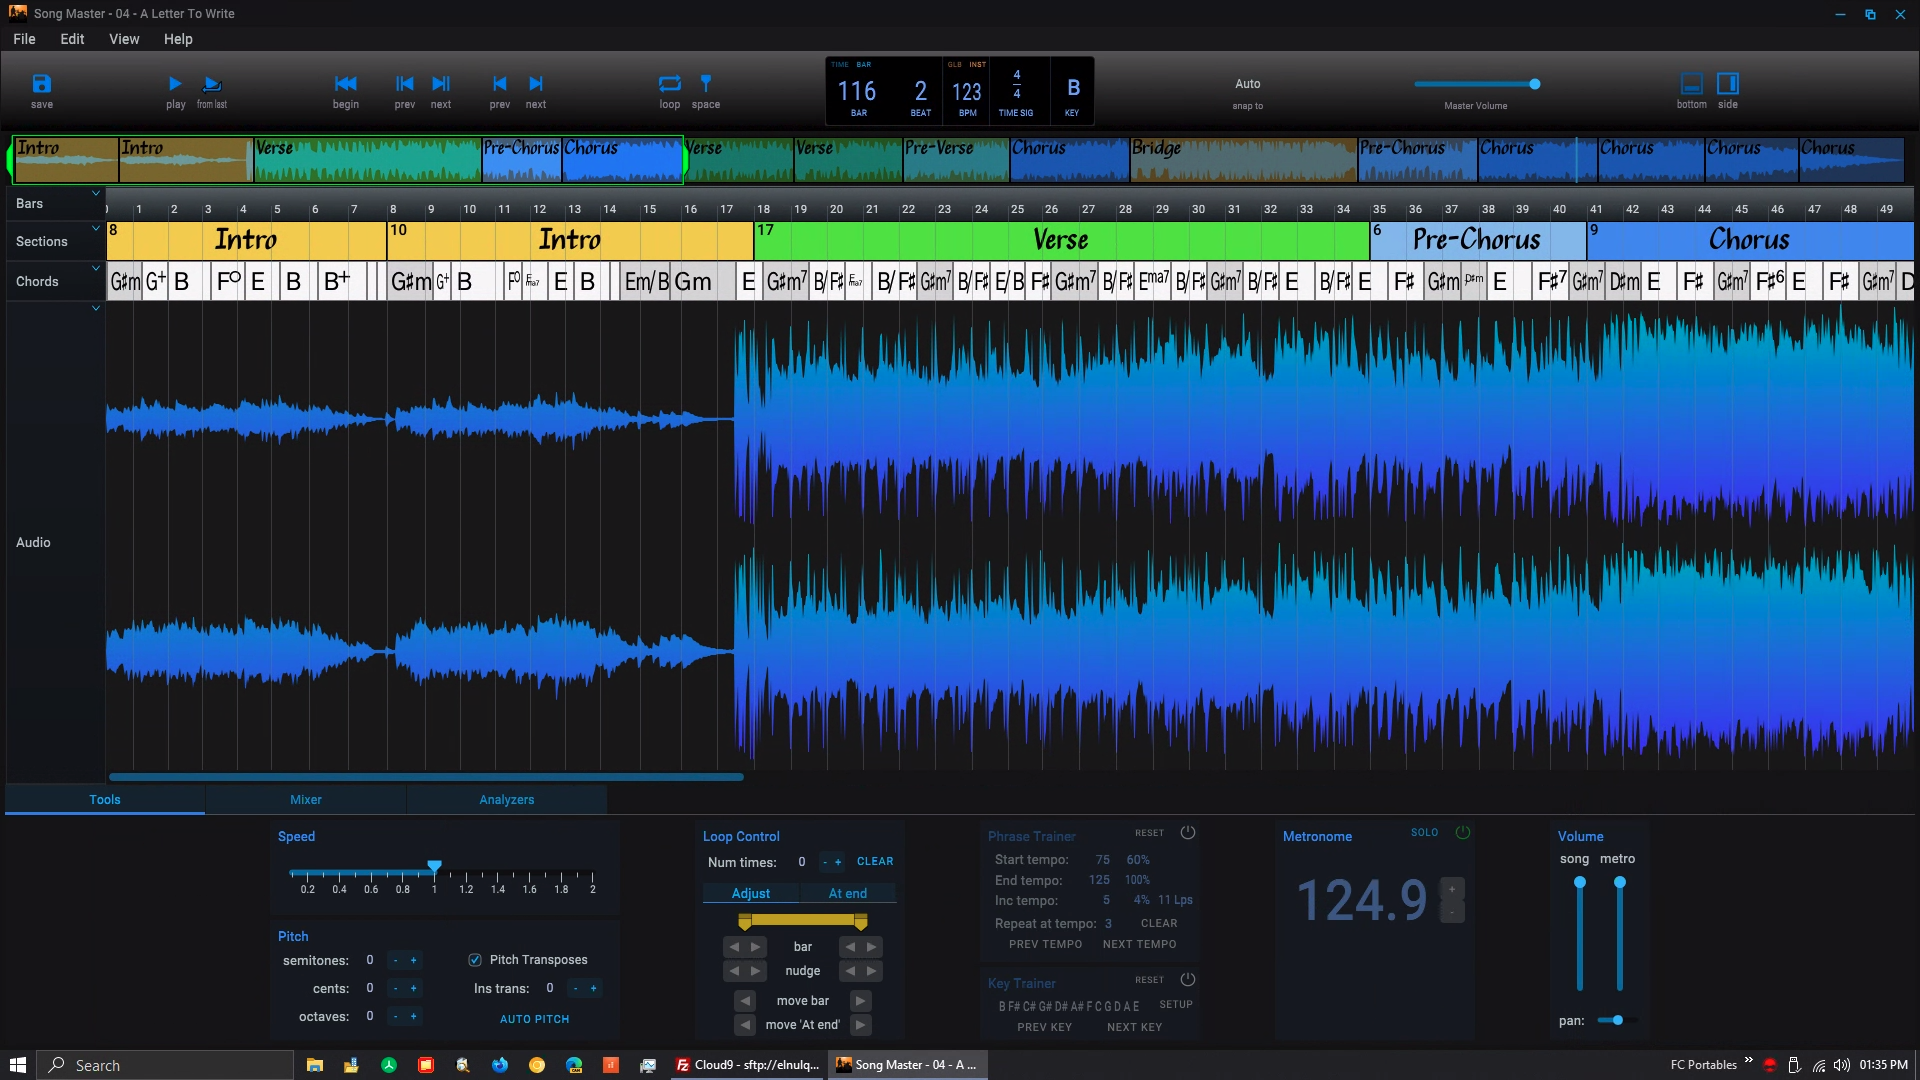 Song Master - 04 - A Letter To Write
File Edit View Help
save play from last begin prev next prev next loop space
TIME BAR GLB INST
116 2 123 4/4 B
BAR BEAT BPM TIME SIG KEY
Auto
snap to
Master Volume
bottom side
Intro Intro Verse Pre-Chorus Chorus Verse Verse Pre-Verse Chorus Bridge Pre-Chorus Chorus Chorus Chorus Chorus
Bars 1 2 3 4 5 6 7 8 9 10 11 12 13 14 15 16 17 18 19 20 21 22 23 24 25 26 27 28 29 30 31 32 33 34 35 36 37 38 39 40 41 42 43 44 45 46 47 48 49
Sections 8 Intro 10 Intro 17 Verse 6 Pre-Chorus 9 Chorus
Chords G#m G+ B Fo E B B+ G#m G+ B Fo Ema7 E B Em/B Gm E G#m7 B/F# Ema7 B/F# G#m7 B/F# E/B F# G#m7 B/F# Ema7 B/F# G#m7 B/F# E B/F# E F# G#m D#m E F#7 G#m7 D#m E F# G#m7 F#6 E F# G#m7 D
Audio
Tools Mixer Analyzers
Speed
0.2 0.4 0.6 0.8 1 1.2 1.4 1.6 1.8 2
Pitch
semitones: 0 - +
cents: 0 - +
octaves: 0 - +
Pitch Transposes
Ins trans: 0 - +
AUTO PITCH
Loop Control
Num times: 0 - + CLEAR
Adjust At end
bar
nudge
move bar
move 'At end'
Phrase Trainer RESET
Start tempo: 75 60%
End tempo: 125 100%
Inc tempo: 5 4% 11 Lps
Repeat at tempo: 3 CLEAR
PREV TEMPO NEXT TEMPO
Key Trainer RESET
B F# C# G# D# A# F C G D A E SETUP
PREV KEY NEXT KEY
Metronome SOLO
124.9 + -
Volume
song metro
pan:
Search
Cloud9 - sftp://elnulq...
Song Master - 04 - A ...
FC Portables
01:35 PM